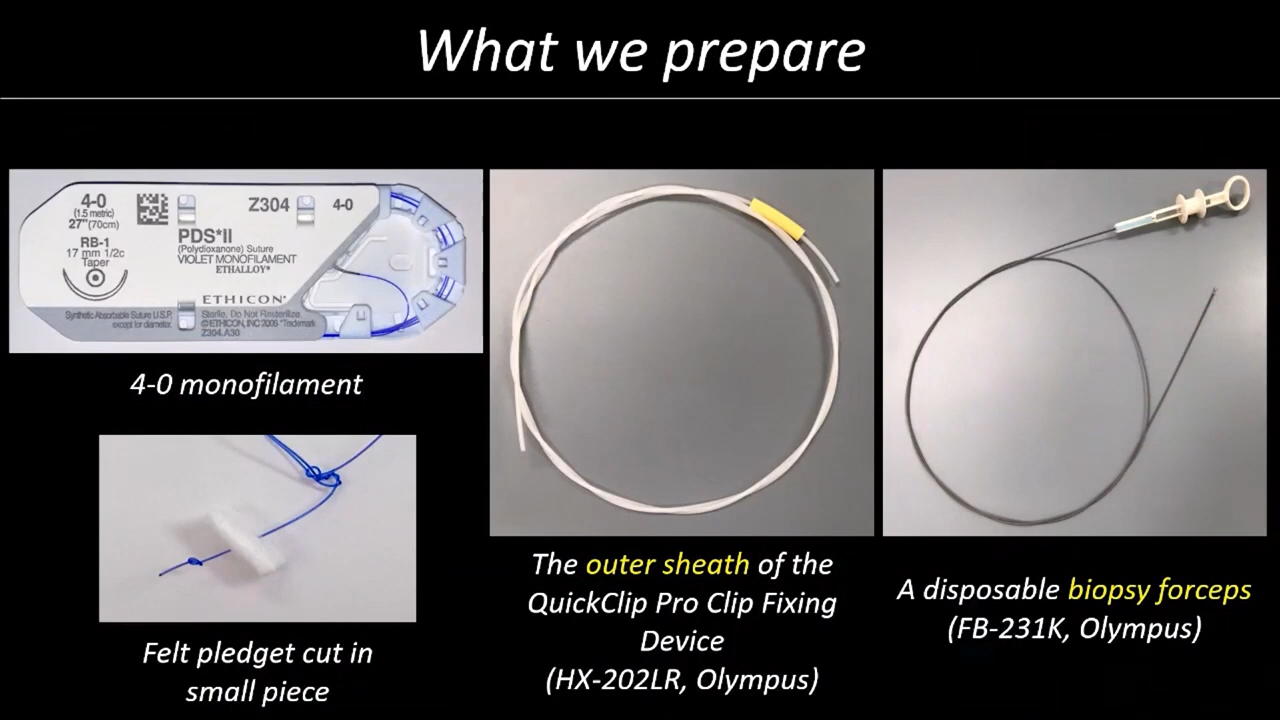 What we prepare
4-0
(1.5 metric)
27"(70cm)
RB-1
17 mm 1/2c
Taper
Z304
4-0
PDS*II
(Polydioxanone) Suture
VIOLET MONOFILAMENT
ETHALLOY*
ETHICON*
Synthetic Absorbable Suture U.S.P.
except for diameter.
Sterile, Do Not Resterilize.
©ETHICON, INC 2006 *Trademark
Z304.A30
4-0 monofilament
Felt pledget cut in
small piece
The outer sheath of the
QuickClip Pro Clip Fixing
Device
(HX-202LR, Olympus)
A disposable biopsy forceps
(FB-231K, Olympus)